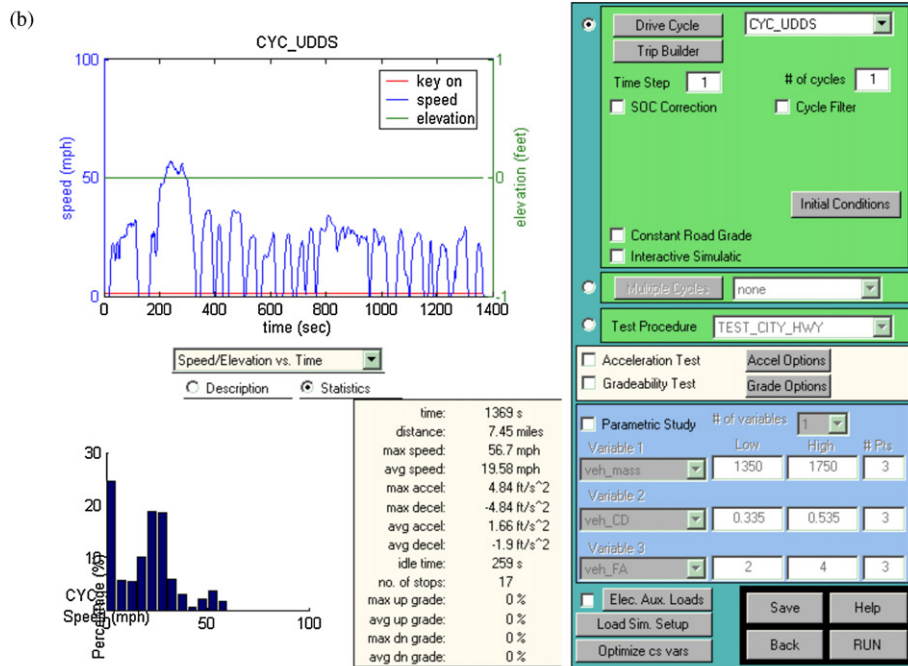 (b)
CYC_UDDS
100
50
0
speed (mph)
key on
speed
elevation
1
0
-1
elevation (feet)
0 200 400 600 800 1000 1200 1400
time (sec)
Speed/Elevation vs. Time
Description Statistics
30
20
10
0
Percentage (%)
0 50 100
CYC
Speed (mph)
time: 1369 s
distance: 7.45 miles
max speed: 56.7 mph
avg speed: 19.58 mph
max accel: 4.84 ft/s^2
max decel: -4.84 ft/s^2
avg accel: 1.66 ft/s^2
avg decel: -1.9 ft/s^2
idle time: 259 s
no. of stops: 17
max up grade: 0 %
avg up grade: 0 %
max dn grade: 0 %
avg dn grade: 0 %
Drive Cycle CYC_UDDS
Trip Builder
Time Step 1 # of cycles 1
SOC Correction Cycle Filter
Initial Conditions
Constant Road Grade
Interactive Simulatic
Multiple Cycles none
Test Procedure TEST_CITY_HWY
Acceleration Test Accel Options
Gradeability Test Grade Options
Parametric Study # of variables 1
Variable 1 Low High # Pts
veh_mass 1350 1750 3
Variable 2
veh_CD 0.335 0.535 3
Variable 3
veh_FA 2 4 3
Elec. Aux. Loads
Load Sim. Setup
Optimize cs vars
Save Help
Back RUN